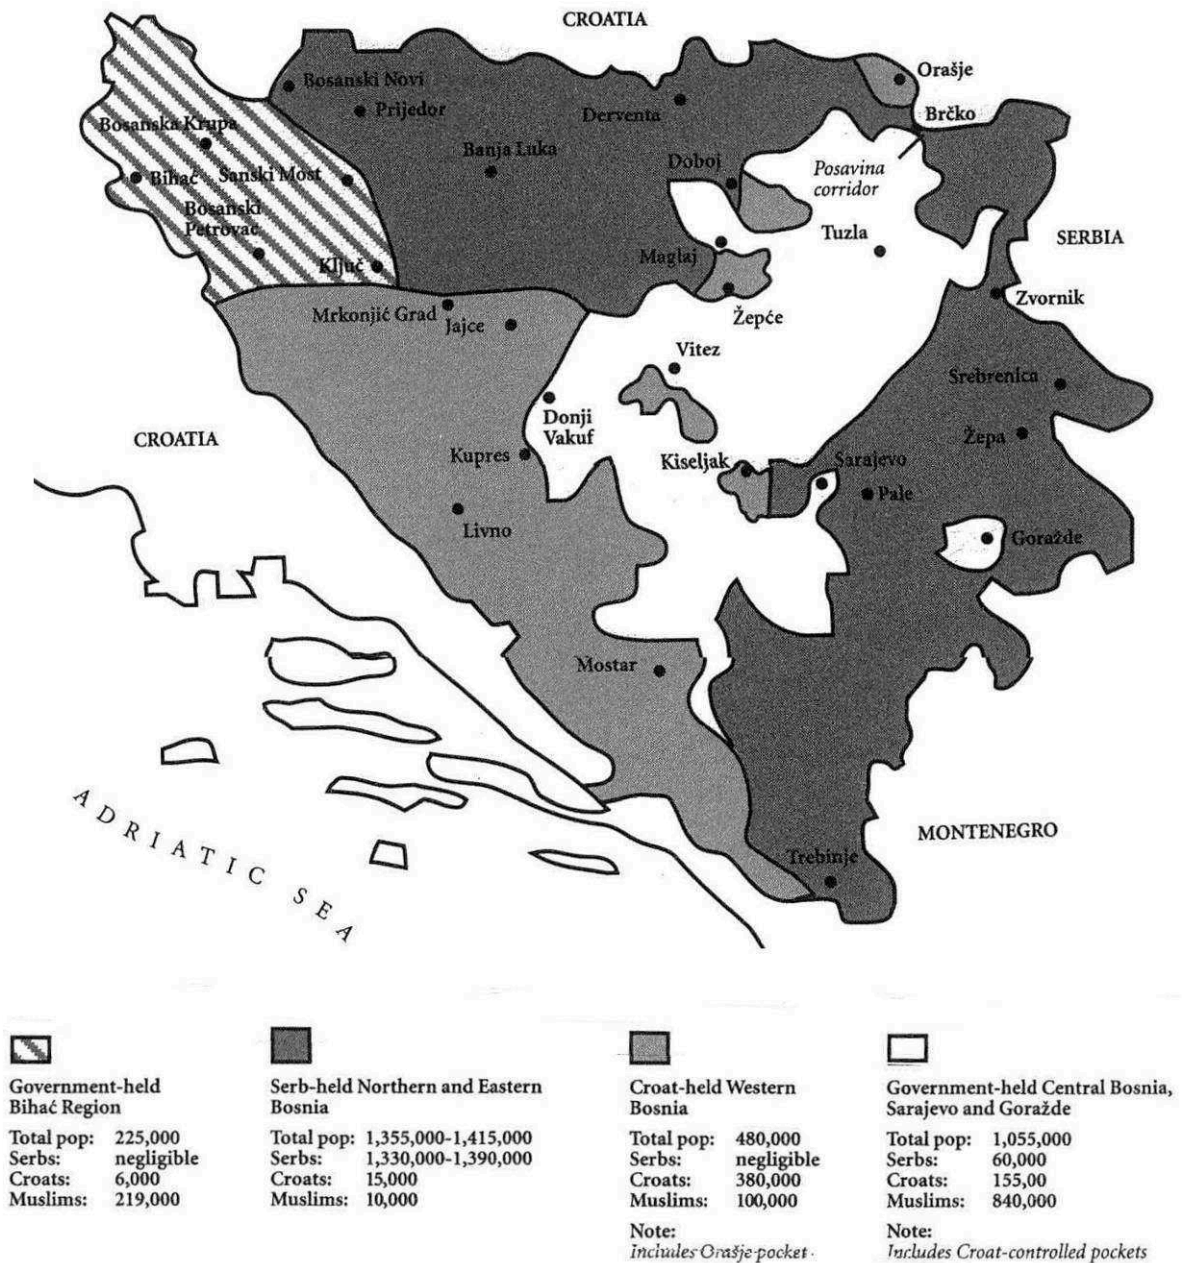 CROATIA
Orašje
Bosanski Novi
Prijedor
Derventa
Brčko
Bosanska Krupa
Banja Luka
Doboj
Posavina
corridor
Bihać
Sanski Most
Bosanski
Petrovac
Tuzla
SERBIA
Ključ
Maglaj
Zvornik
Mrkonjić Grad
Jajce
Žepče
Vitez
Srebrenica
Donji
Vakuf
CROATIA
Žepa
Kupres
Kiseljak
Sarajevo
Pale
Livno
Goražde
Mostar
ADRIATIC SEA
MONTENEGRO
Trebinje
Government-held
Bihać Region
Total pop: 225,000
Serbs: negligible
Croats: 6,000
Muslims: 219,000
Serb-held Northern and Eastern
Bosnia
Total pop: 1,355,000-1,415,000
Serbs: 1,330,000-1,390,000
Croats: 15,000
Muslims: 10,000
Croat-held Western
Bosnia
Total pop: 480,000
Serbs: negligible
Croats: 380,000
Muslims: 100,000
Note:
Includes Orašje pocket
Government-held Central Bosnia,
Sarajevo and Goražde
Total pop: 1,055,000
Serbs: 60,000
Croats: 155,00
Muslims: 840,000
Note:
Includes Croat-controlled pockets